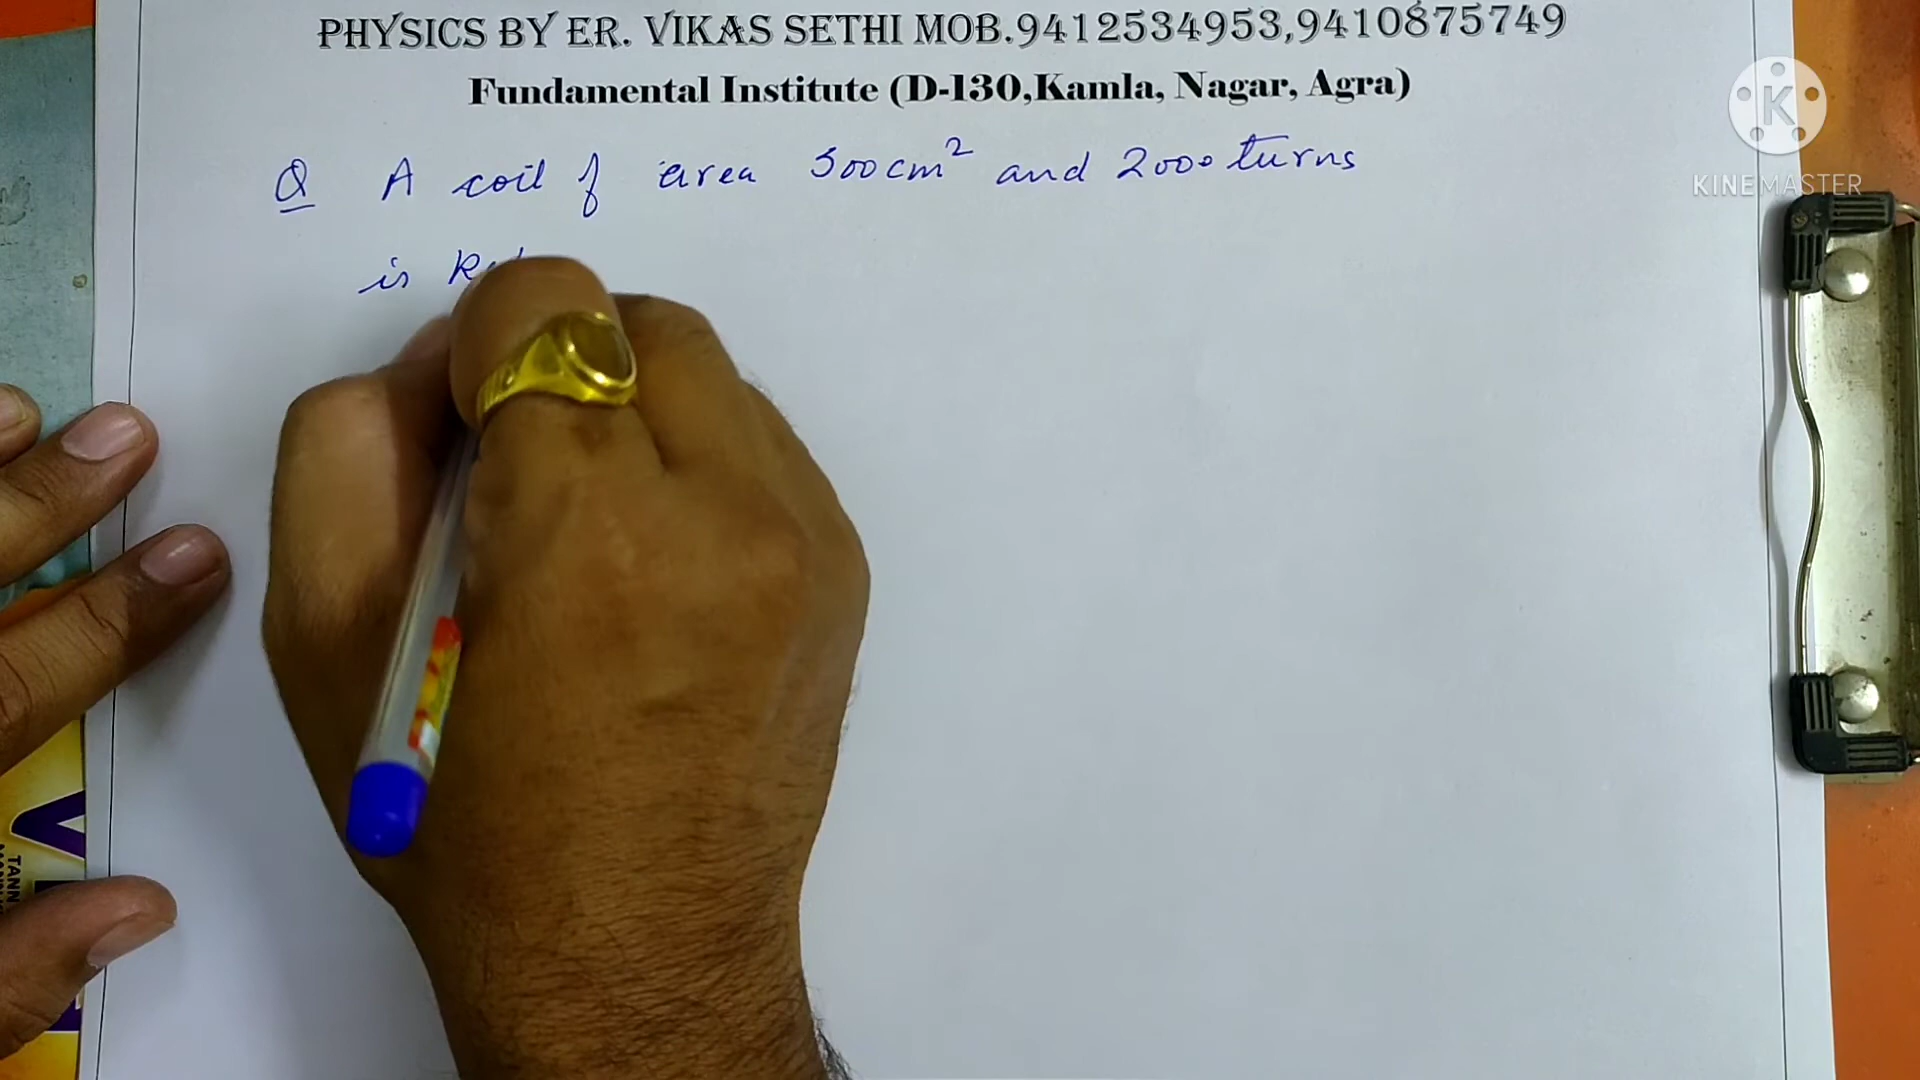 PHYSICS BY ER. VIKAS SETHI MOB.9412534953,9410875749
Fundamental Institute (D-130,Kamla, Nagar, Agra)
KINEMASTER
Q A coil of area 500cm² and 2000 turns
is
V
TANN